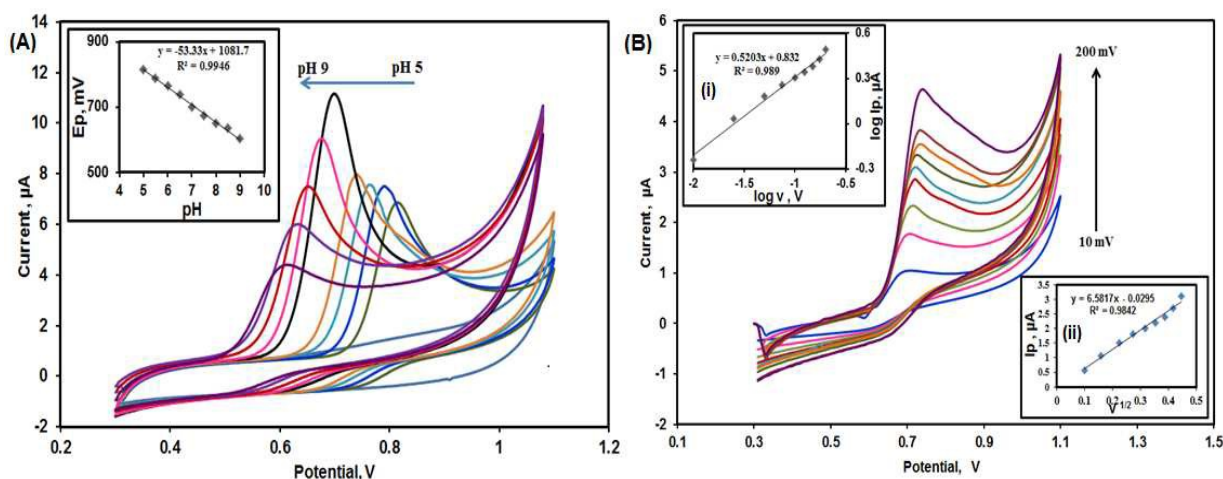 (A)
Current, µA
14
12
10
8
6
4
2
0
-2
0.2
0.4
0.6
0.8
1
1.2
Potential, V
pH 9
pH 5
Ep, mV
900
700
500
y = -53.33x + 1081.7
R² = 0.9946
4
5
6
7
8
9
10
pH
(B)
Current, µA
6
5
4
3
2
1
0
-1
-2
0.1
0.3
0.5
0.7
0.9
1.1
1.3
1.5
Potential, V
200 mV
10 mV
(i)
y = 0.5203x + 0.832
R² = 0.989
0.6
0.3
0
-0.3
log Ip, µA
-2
-1.5
-1
-0.5
log v , V
(ii)
y = 6.5817x - 0.0295
R² = 0.9842
Ip , µA
3.5
3
2.5
2
1.5
1
0.5
0
0
0.1
0.2
0.3
0.4
0.5
V 1/2